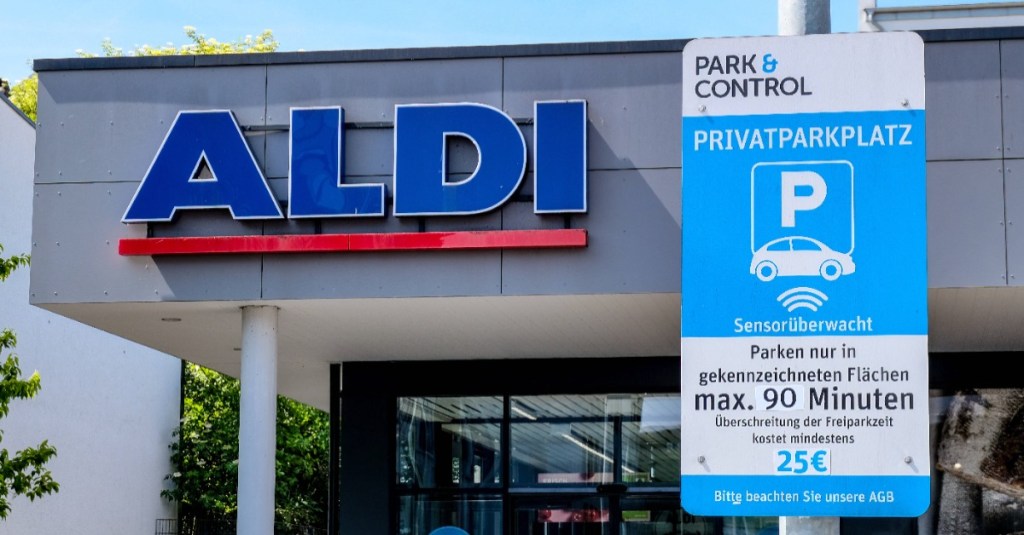 ALDI
PARK &
CONTROL
PRIVATPARKPLATZ
P
Sensorüberwacht
Parken nur in
gekennzeichneten Flächen
max. 90 Minuten
Überschreitung der Freiparkzeit
kostet mindestens
25€
Bitte beachten Sie unsere AGB